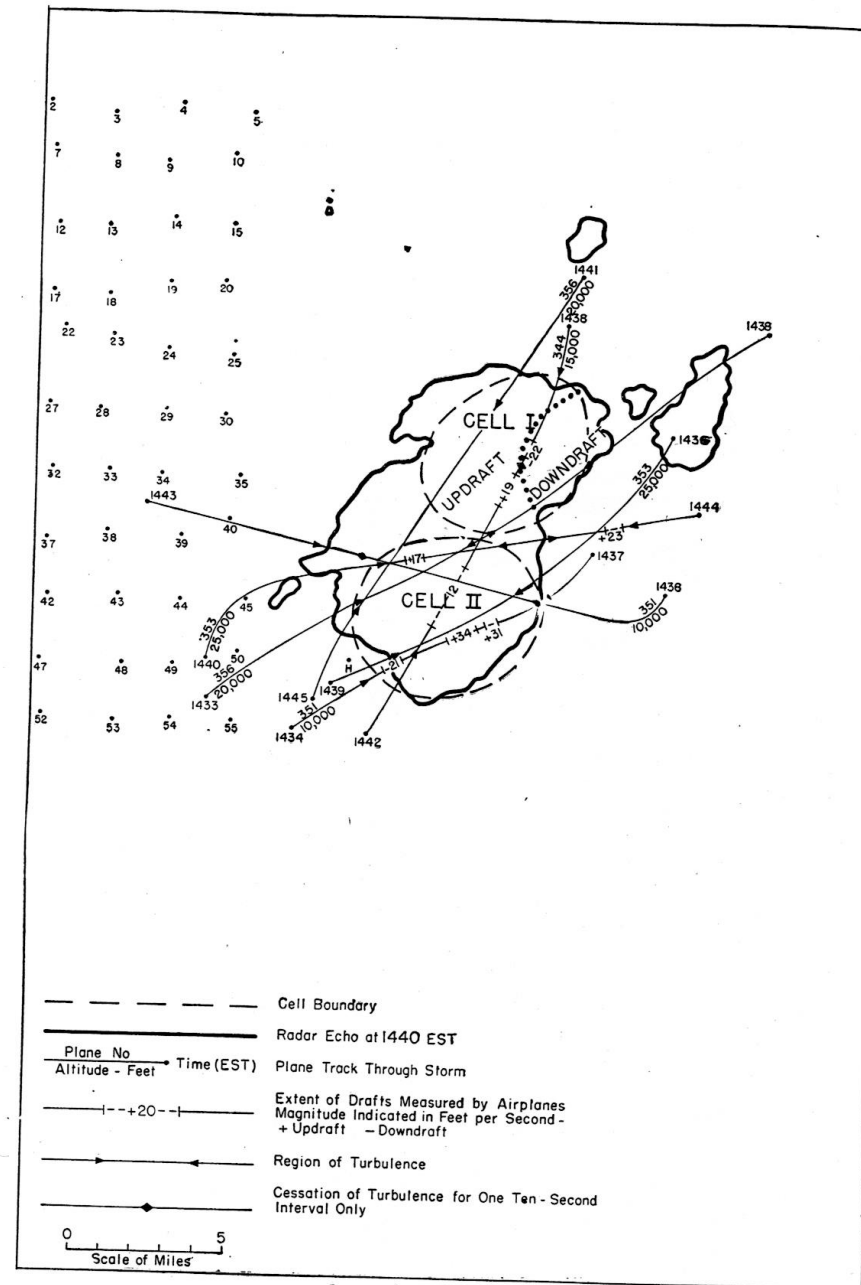 2 3 4 5
7 8 9 10
12 13 14 15
17 18 19 20
22 23 24 25
27 28 29 30
32 33 34 35
37 38 39 40
42 43 44 45
47 48 49 50
52 53 54 55
1441
356
20,000
1438
344
15,000
1438
1436
353
25,000
1444
+23
1437
1436
351
10,000
CELL I
UPDRAFT
DOWNDRAFT
-22
+19
1443
+17
-12
CELL II
+34
+31
-21
H
353
25,000
1440
356
20,000
1433
1445
1439
351
10,000
1434
1442
Cell Boundary
Radar Echo at 1440 EST
Plane No
Altitude - Feet
Time (EST)
Plane Track Through Storm
+20
Extent of Drafts Measured by Airplanes
Magnitude Indicated in Feet per Second-
+ Updraft - Downdraft
Region of Turbulence
Cessation of Turbulence for One Ten-Second
Interval Only
0 5
Scale of Miles